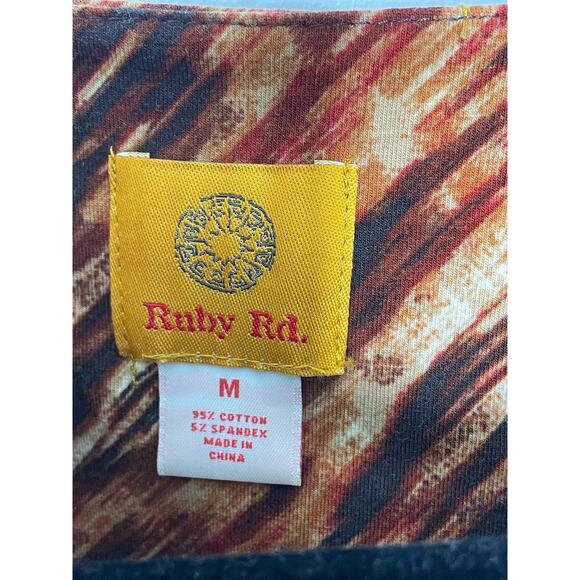 Ruby Rd.
M
95% COTTON
5% SPANDEX
MADE IN
CHINA